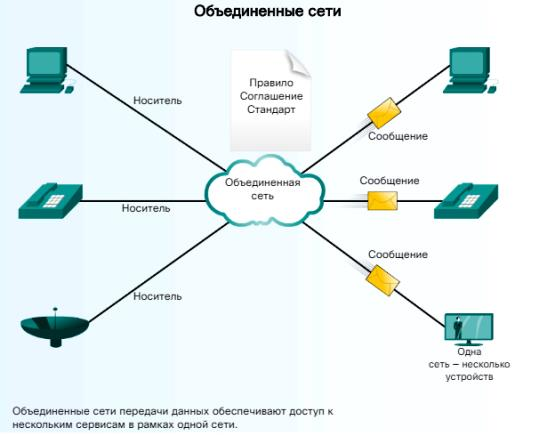 Объединенные сети
Правило
Соглашение
Стандарт
Носитель
Сообщение
Объединенная
сеть
Носитель
Сообщение
Носитель
Сообщение
Одна
сеть – несколько
устройств
Объединенные сети передачи данных обеспечивают доступ к
нескольким сервисам в рамках одной сети.